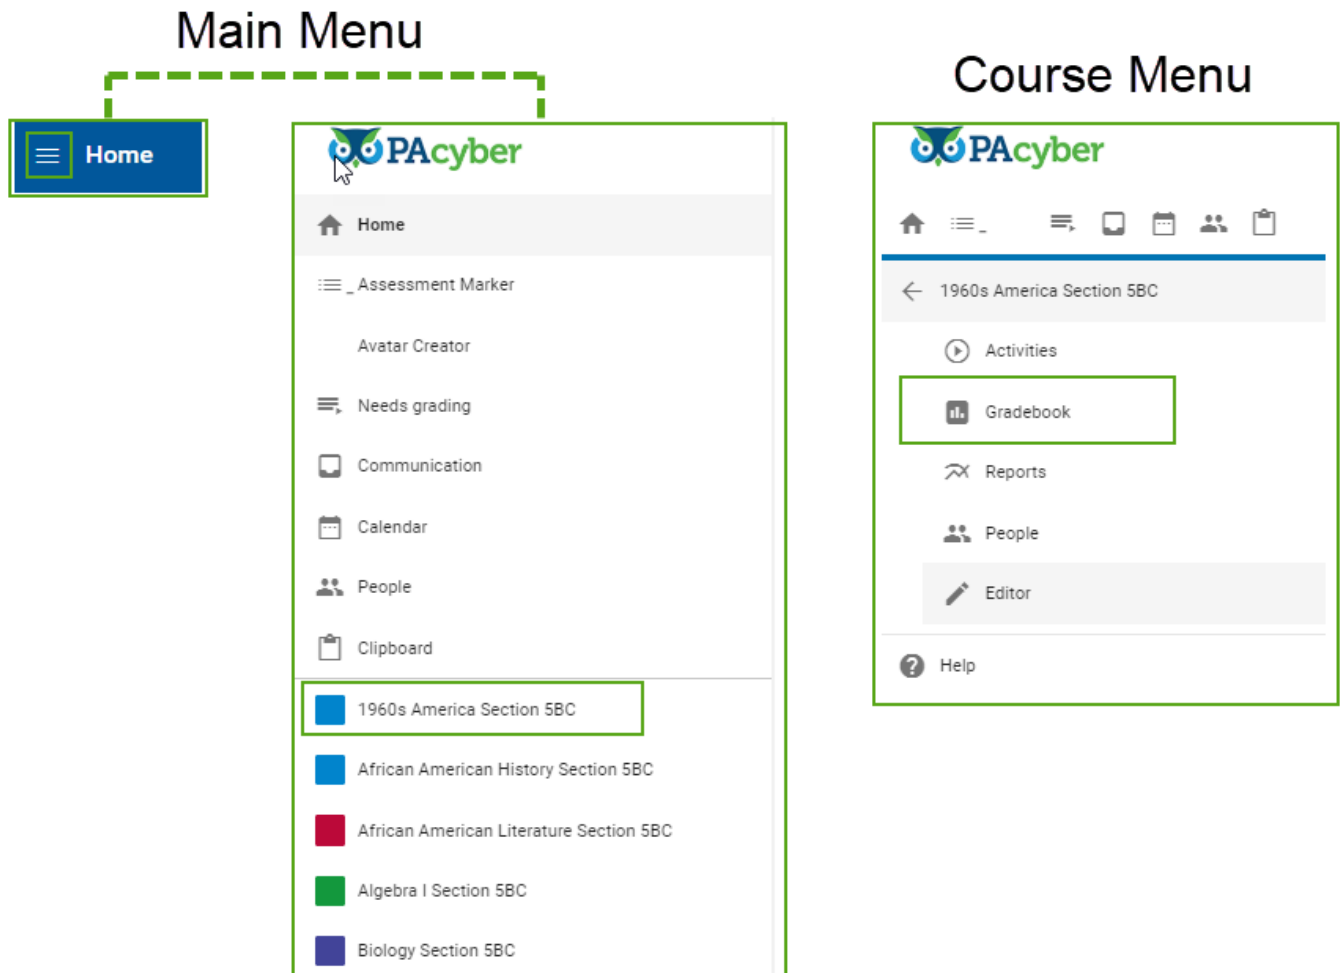 Main Menu
Home
PAcyber
Home
Assessment Marker
Avatar Creator
Needs grading
Communication
Calendar
People
Clipboard
1960s America Section 5BC
African American History Section 5BC
African American Literature Section 5BC
Algebra I Section 5BC
Biology Section 5BC
Course Menu
PAcyber
1960s America Section 5BC
Activities
Gradebook
Reports
People
Editor
Help